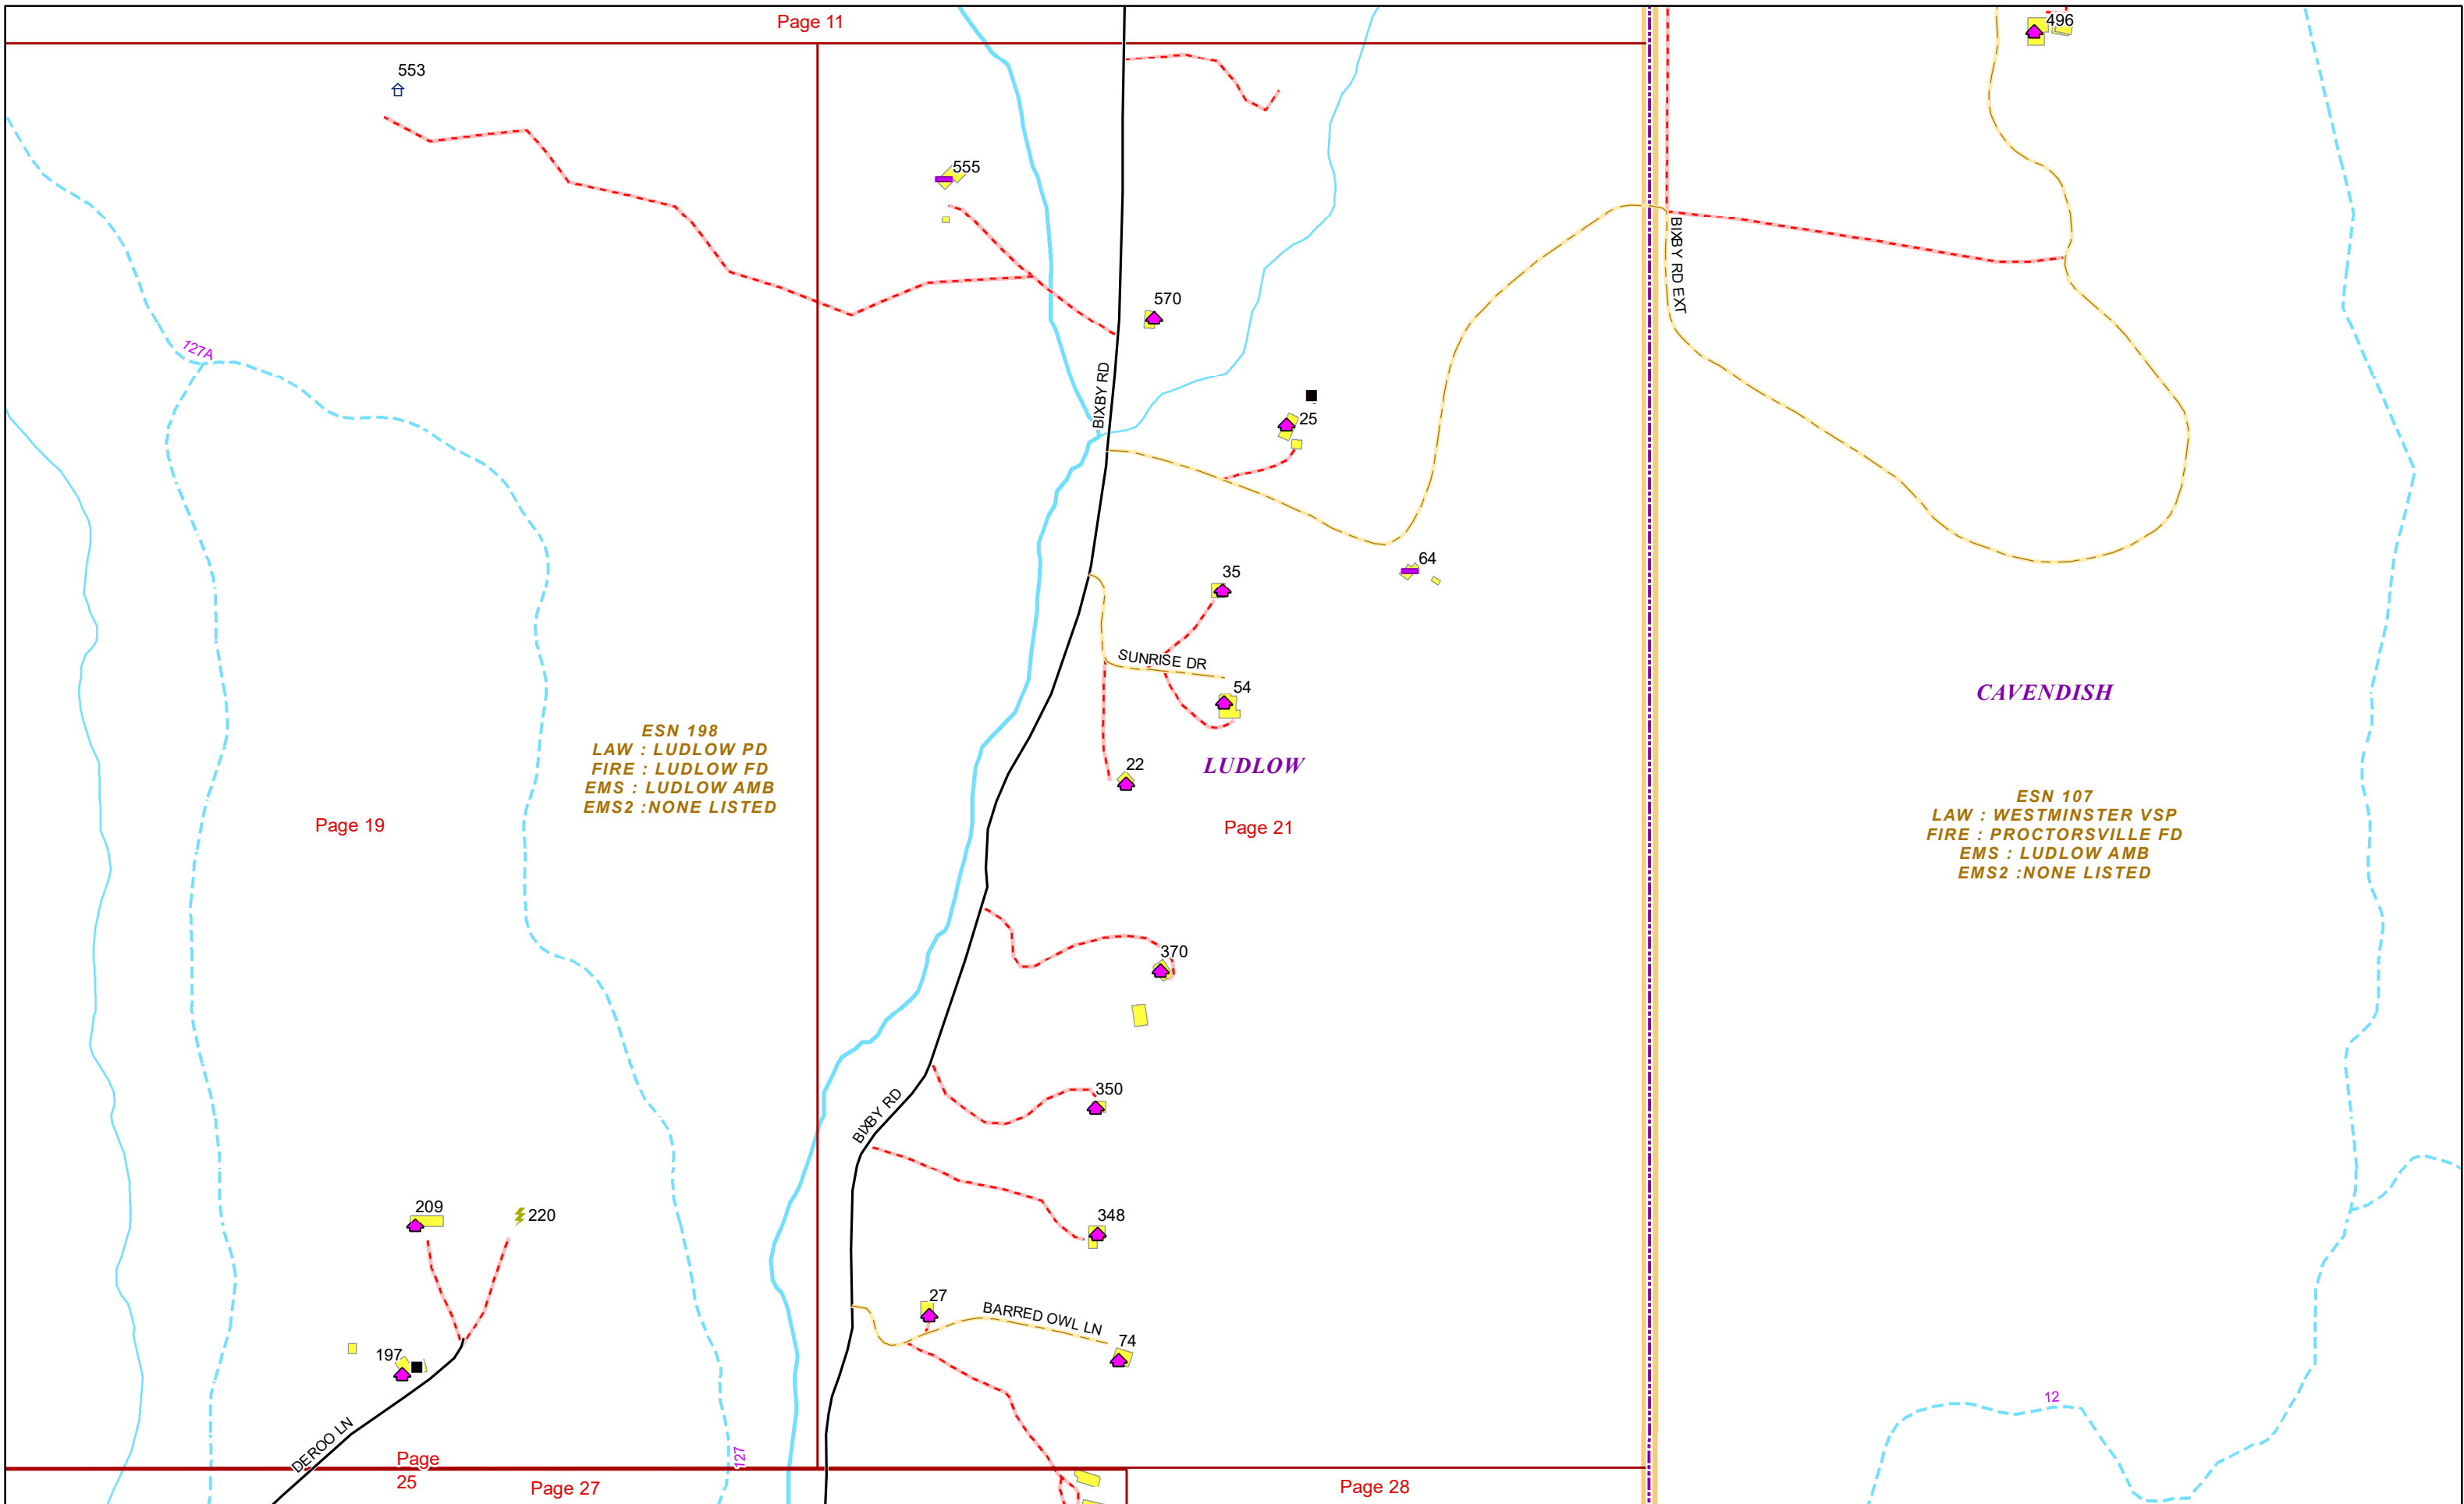 Page 11
496
553
555
BIXBY RD EXT
570
127A
BIXBY RD
25
64
35
SUNRISE DR
54
CAVENDISH
ESN 198
LAW : LUDLOW PD
FIRE : LUDLOW FD
EMS : LUDLOW AMB
EMS2 :NONE LISTED
22
LUDLOW
Page 19
Page 21
ESN 107
LAW : WESTMINSTER VSP
FIRE : PROCTORSVILLE FD
EMS : LUDLOW AMB
EMS2 :NONE LISTED
370
350
BIXBY RD
209
220
348
27
BARRED OWL LN
74
197
12
DEROO LN
127
Page
25
Page 27
Page 28